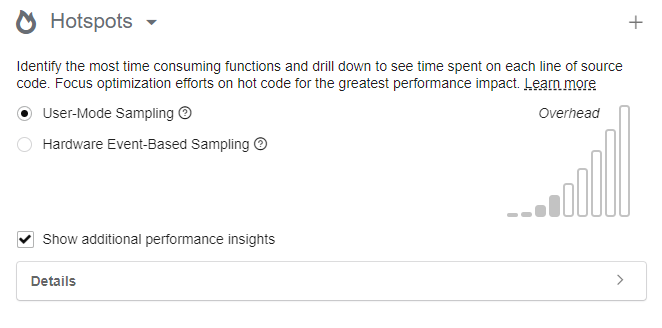 Hotspots
Identify the most time consuming functions and drill down to see time spent on each line of source
code. Focus optimization efforts on hot code for the greatest performance impact. Learn more
User-Mode Sampling
Overhead
Hardware Event-Based Sampling
Show additional performance insights
Details